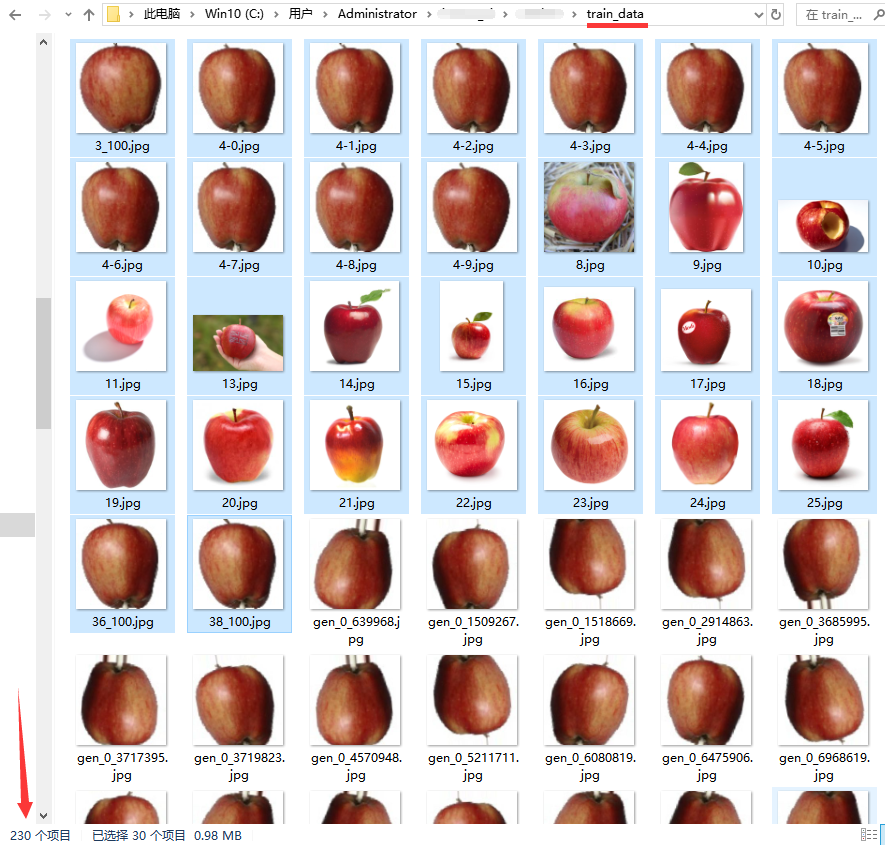 此电脑 › Win10 (C:) › 用户 › Administrator › › › train_data
在 train_...
3_100.jpg 4-0.jpg 4-1.jpg 4-2.jpg 4-3.jpg 4-4.jpg 4-5.jpg
4-6.jpg 4-7.jpg 4-8.jpg 4-9.jpg 8.jpg 9.jpg 10.jpg
11.jpg 13.jpg 14.jpg 15.jpg 16.jpg 17.jpg 18.jpg
19.jpg 20.jpg 21.jpg 22.jpg 23.jpg 24.jpg 25.jpg
36_100.jpg 38_100.jpg gen_0_639968.j gen_0_1509267. gen_0_1518669. gen_0_2914863. gen_0_3685995.
pg jpg jpg jpg jpg
gen_0_3717395. gen_0_3719823. gen_0_4570948. gen_0_5211711. gen_0_6080819. gen_0_6475906. gen_0_6968619.
jpg jpg jpg jpg jpg jpg jpg
230 个项目 已选择 30 个项目 0.98 MB